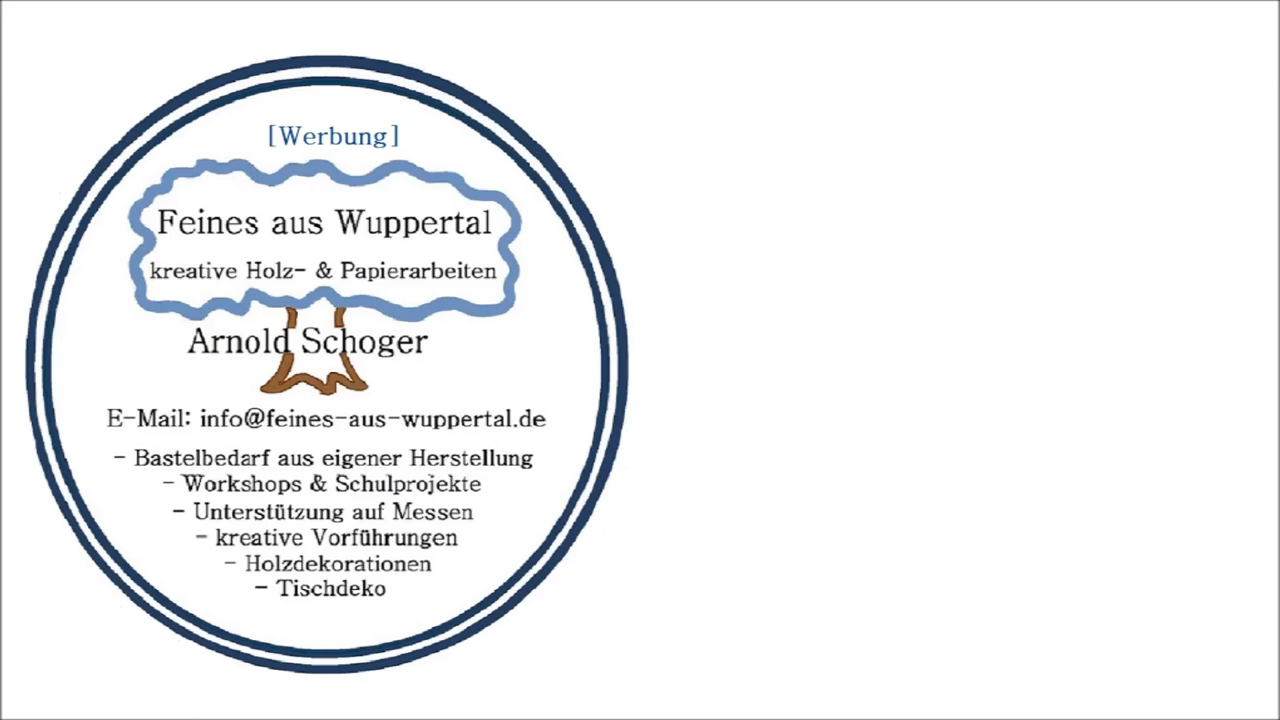 [Werbung]
Feines aus Wuppertal
kreative Holz- & Papierarbeiten
Arnold Schoger
E-Mail: info@feines-aus-wuppertal.de
- Bastelbedarf aus eigener Herstellung
- Workshops & Schulprojekte
- Unterstützung auf Messen
- kreative Vorführungen
- Holzdekorationen
- Tischdeko